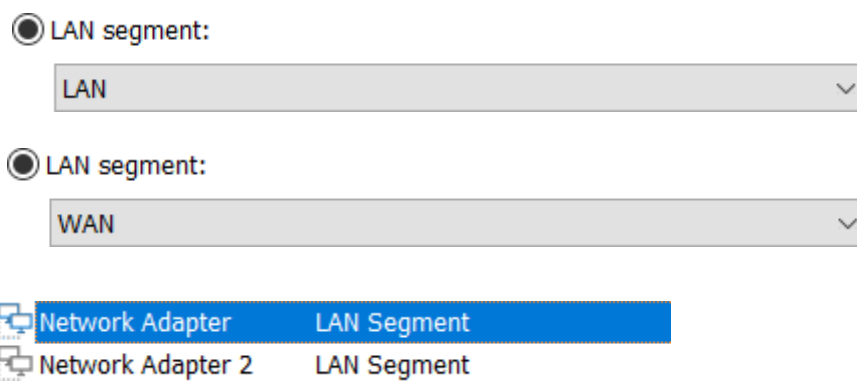 LAN segment:
LAN
LAN segment:
WAN
Network Adapter LAN Segment
Network Adapter 2 LAN Segment